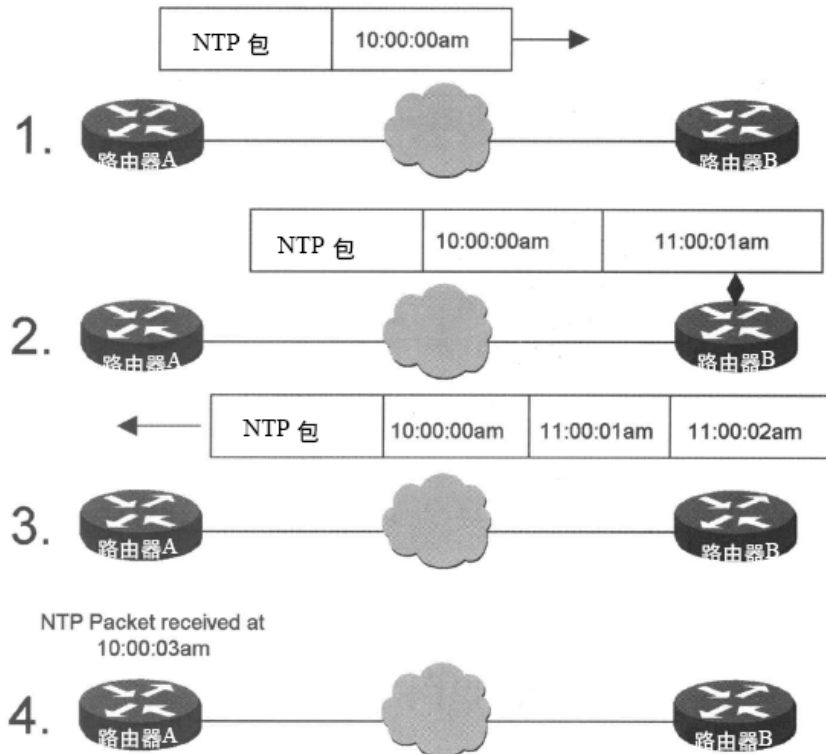 NTP 包 10:00:00am
1.
路由器A 路由器B
NTP 包 10:00:00am 11:00:01am
2.
路由器A 路由器B
NTP 包 10:00:00am 11:00:01am 11:00:02am
3.
路由器A 路由器B
NTP Packet received at
10:00:03am
4.
路由器A 路由器B